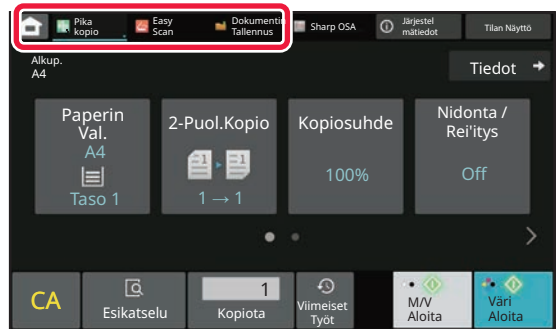 Pika
kopio
Easy
Scan
Dokumentin
Tallennus
Sharp OSA
Järjestel
mätiedot
Tilan Näyttö
Alkup.
A4
Tiedot
Paperin
Val.
A4
Taso 1
2-Puol.Kopio
1
1
1 → 1
Kopiosuhde
100%
Nidonta /
Rei'itys
Off
CA
Esikatselu
1
Kopiota
Viimeiset
Työt
M/V
Aloita
Väri
Aloita